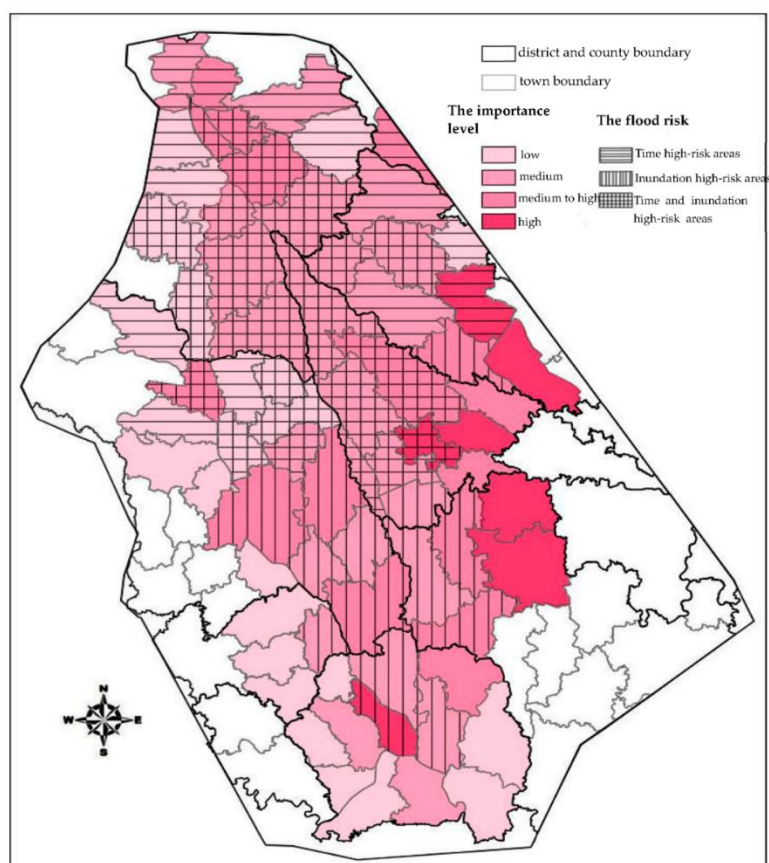 district and county boundary
town boundary
The importance
level
low
medium
medium to high
high
The flood risk
Time high-risk areas
Inundation high-risk areas
Time and inundation
high-risk areas
N
W E
S